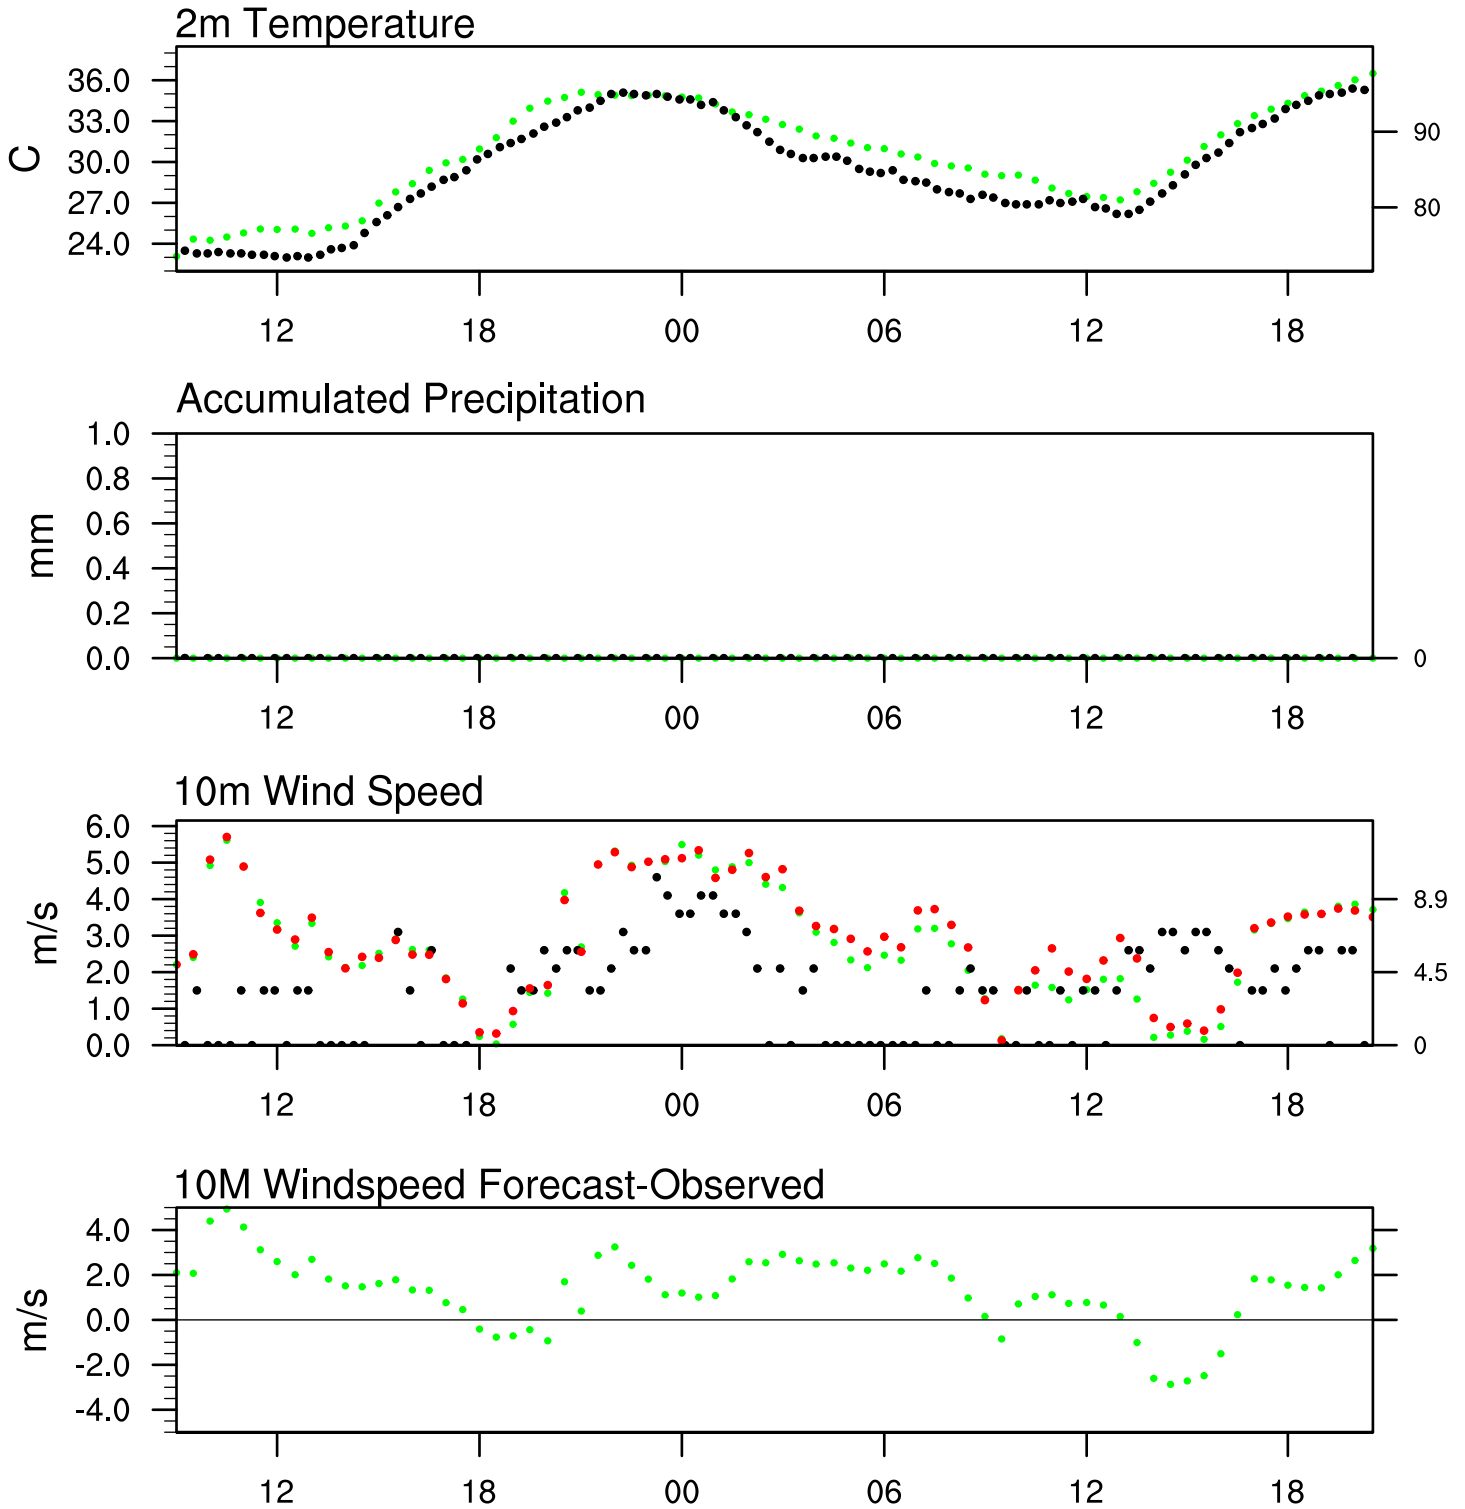 2m Temperature
36.0
33.0
30.0
27.0
24.0
C
90
80
12 18 00 06 12 18
Accumulated Precipitation
1.0
0.8
0.6
0.4
0.2
0.0
mm
0
12 18 00 06 12 18
10m Wind Speed
6.0
5.0
4.0
3.0
2.0
1.0
0.0
m/s
8.9
4.5
0
12 18 00 06 12 18
10M Windspeed Forecast-Observed
4.0
2.0
0.0
-2.0
-4.0
m/s
12 18 00 06 12 18